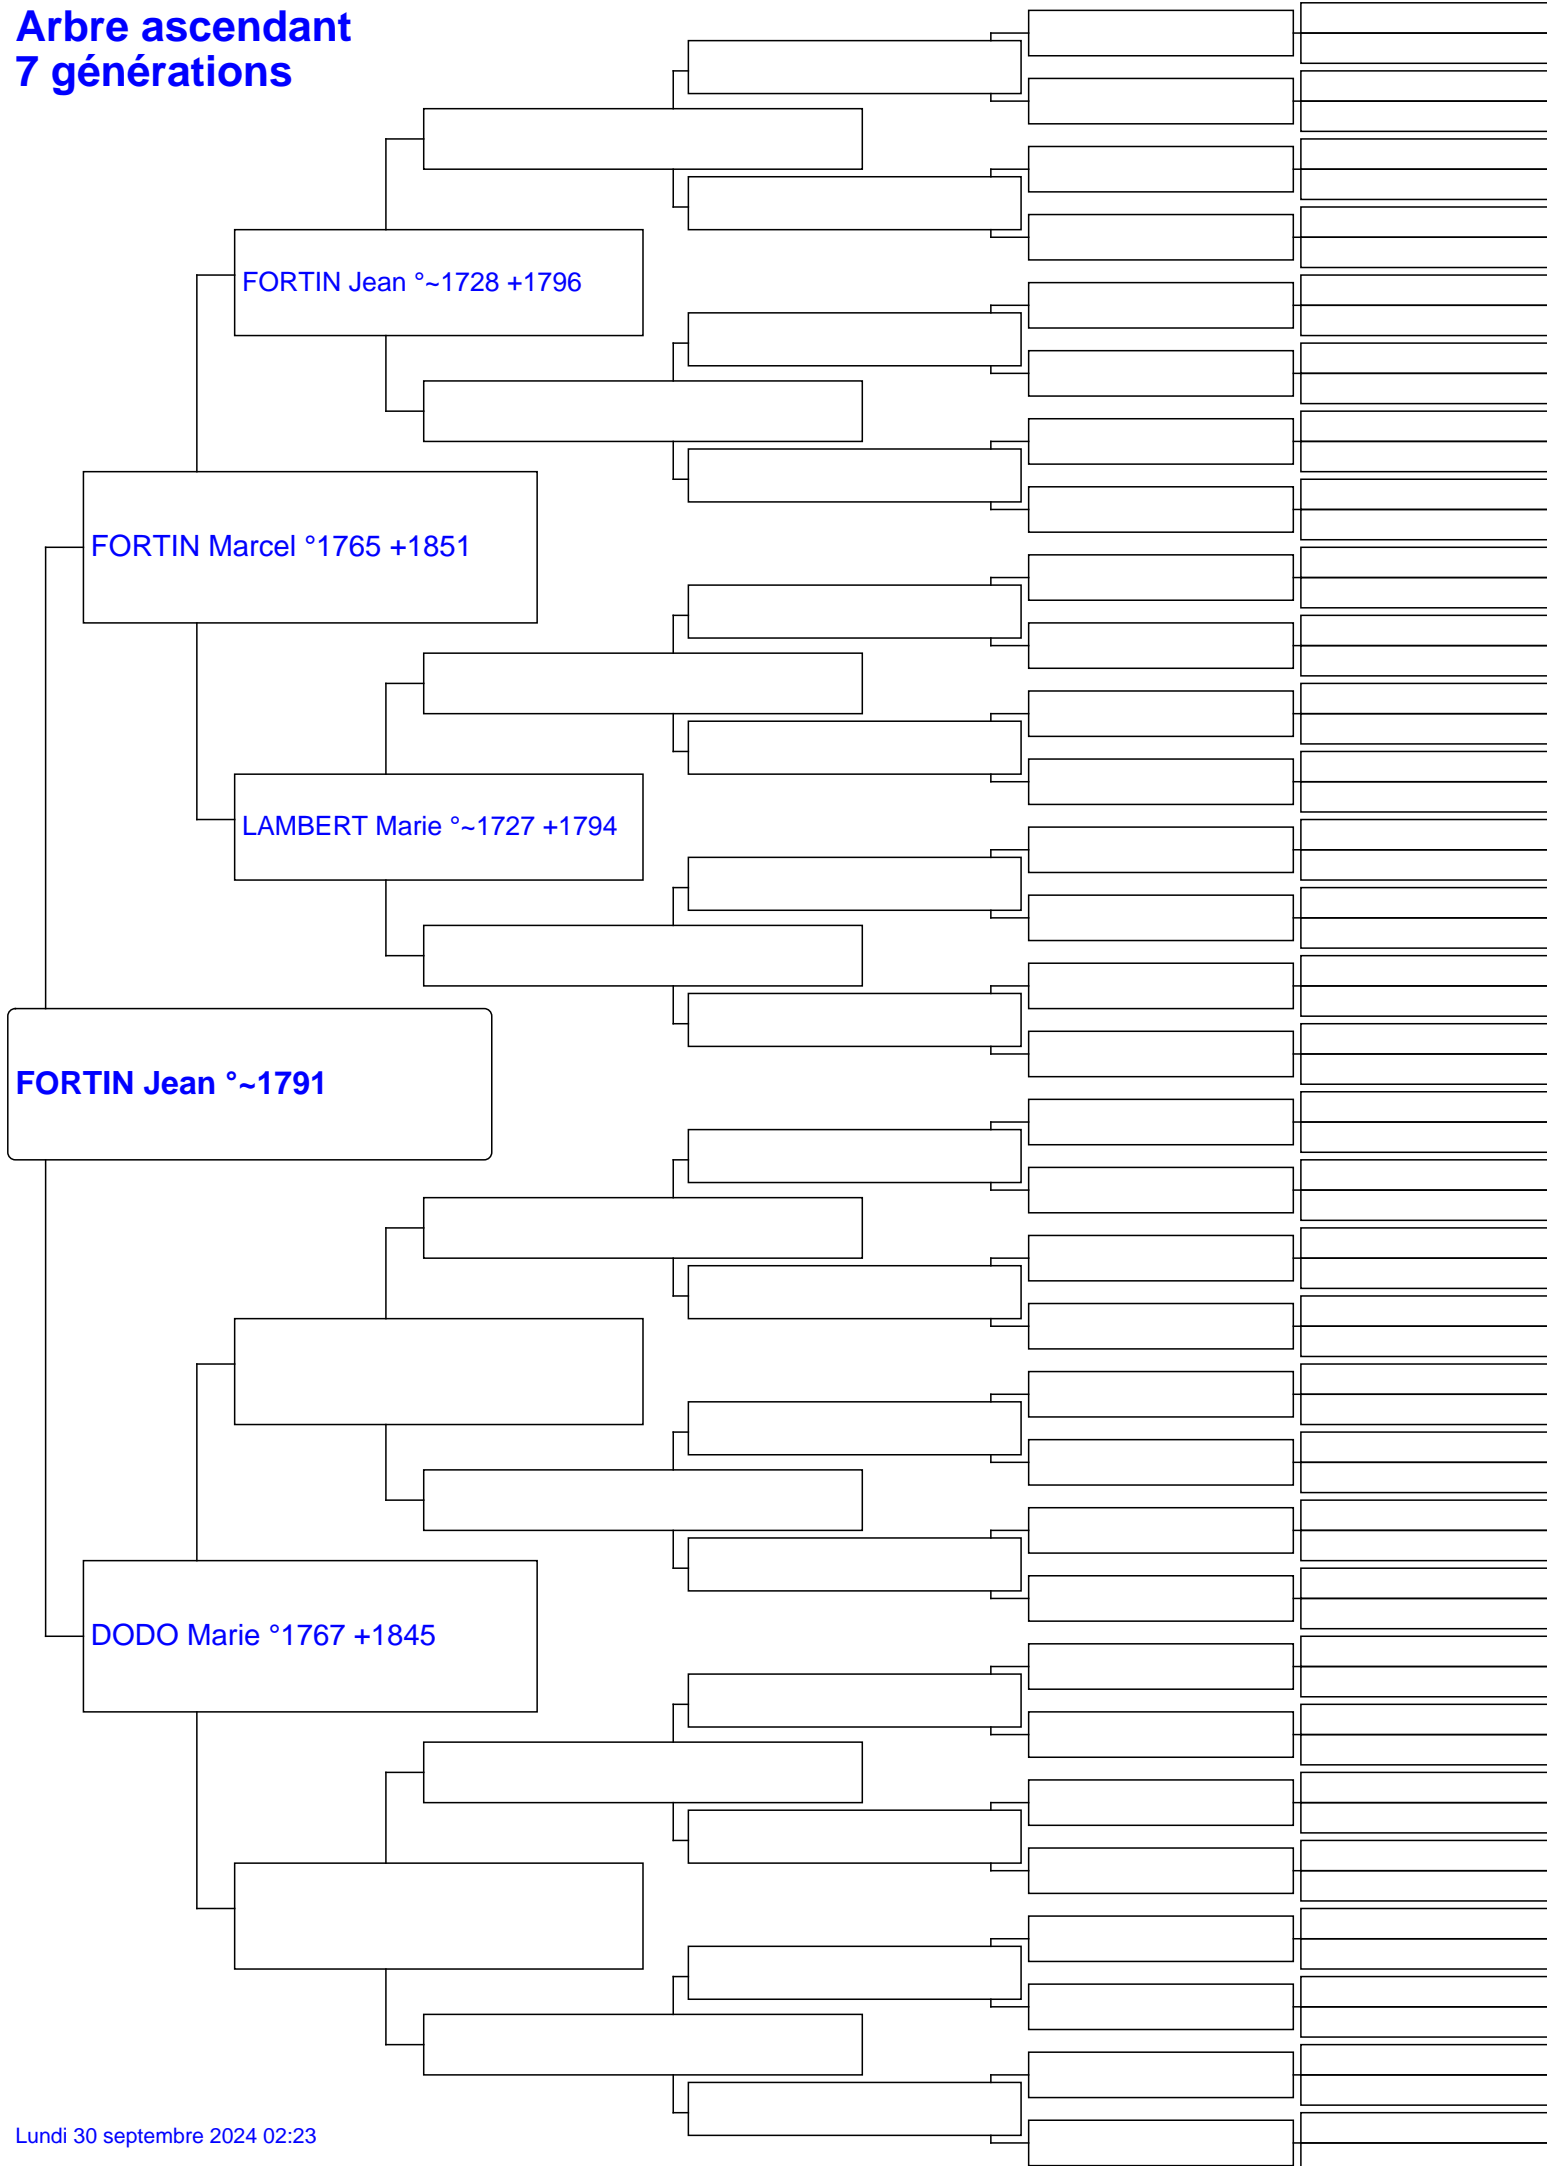 Arbre ascendant
7 générations
FORTIN Jean °~1728 +1796
FORTIN Marcel °1765 +1851
LAMBERT Marie °~1727 +1794
FORTIN Jean °~1791
DODO Marie °1767 +1845
Lundi 30 septembre 2024 02:23